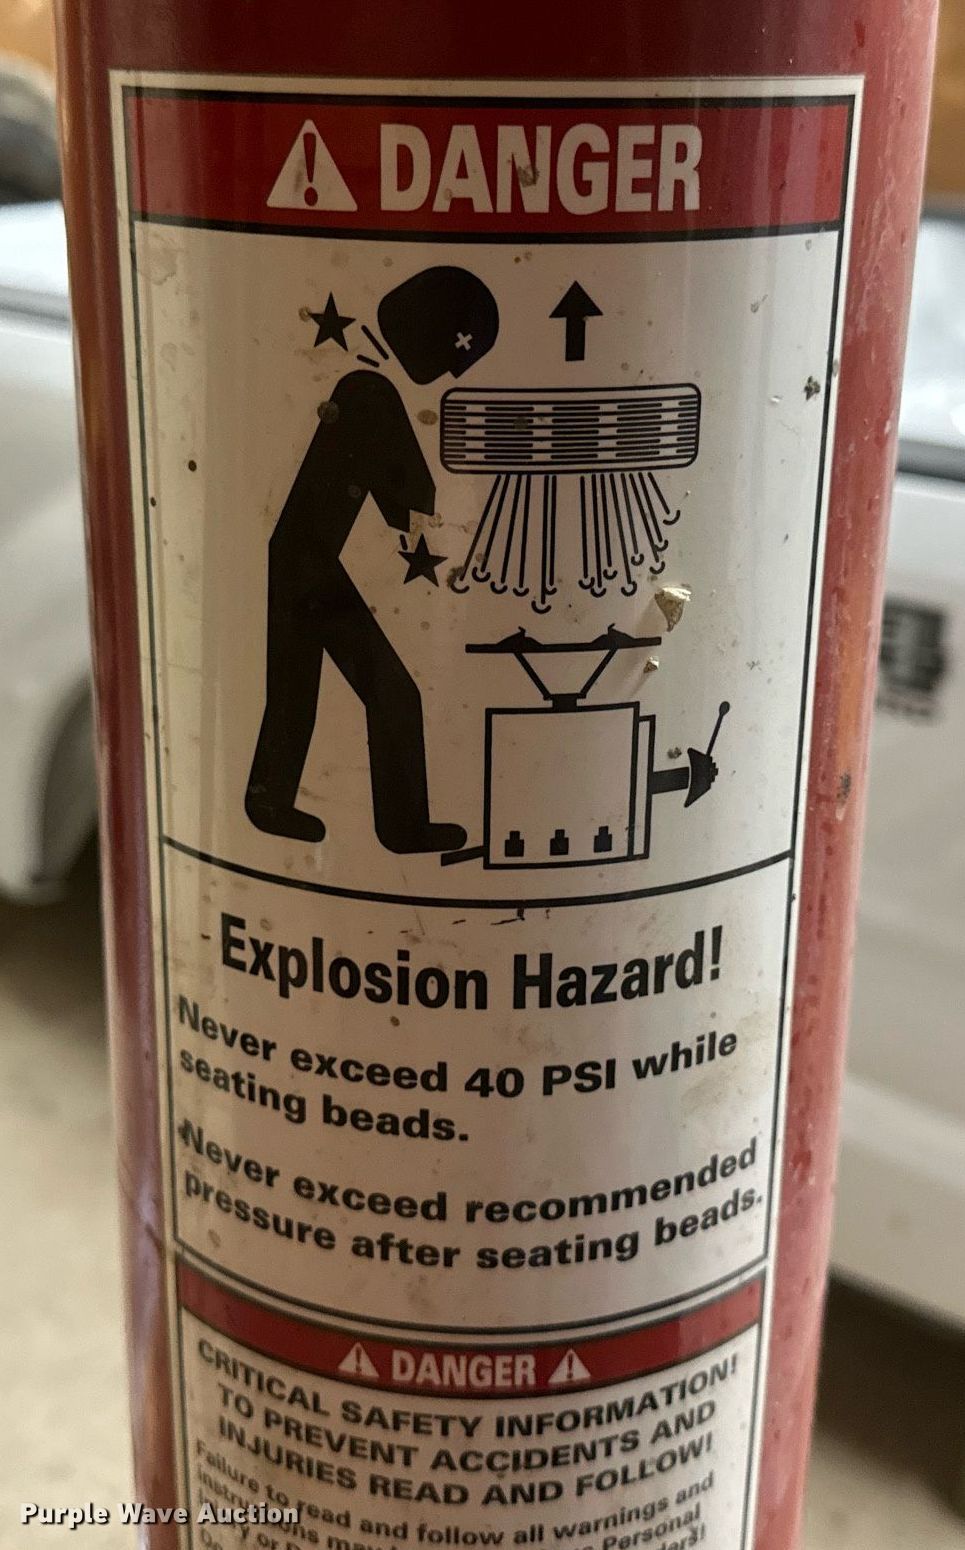 DANGER
Explosion Hazard!
Never exceed 40 PSI while
seating beads.
Never exceed recommended
pressure after seating beads.
DANGER
CRITICAL SAFETY INFORMATION!
TO PREVENT ACCIDENTS AND
INJURIES READ AND FOLLOW!
Failure to read and follow all warnings and
Personal
Purple Wave Auction